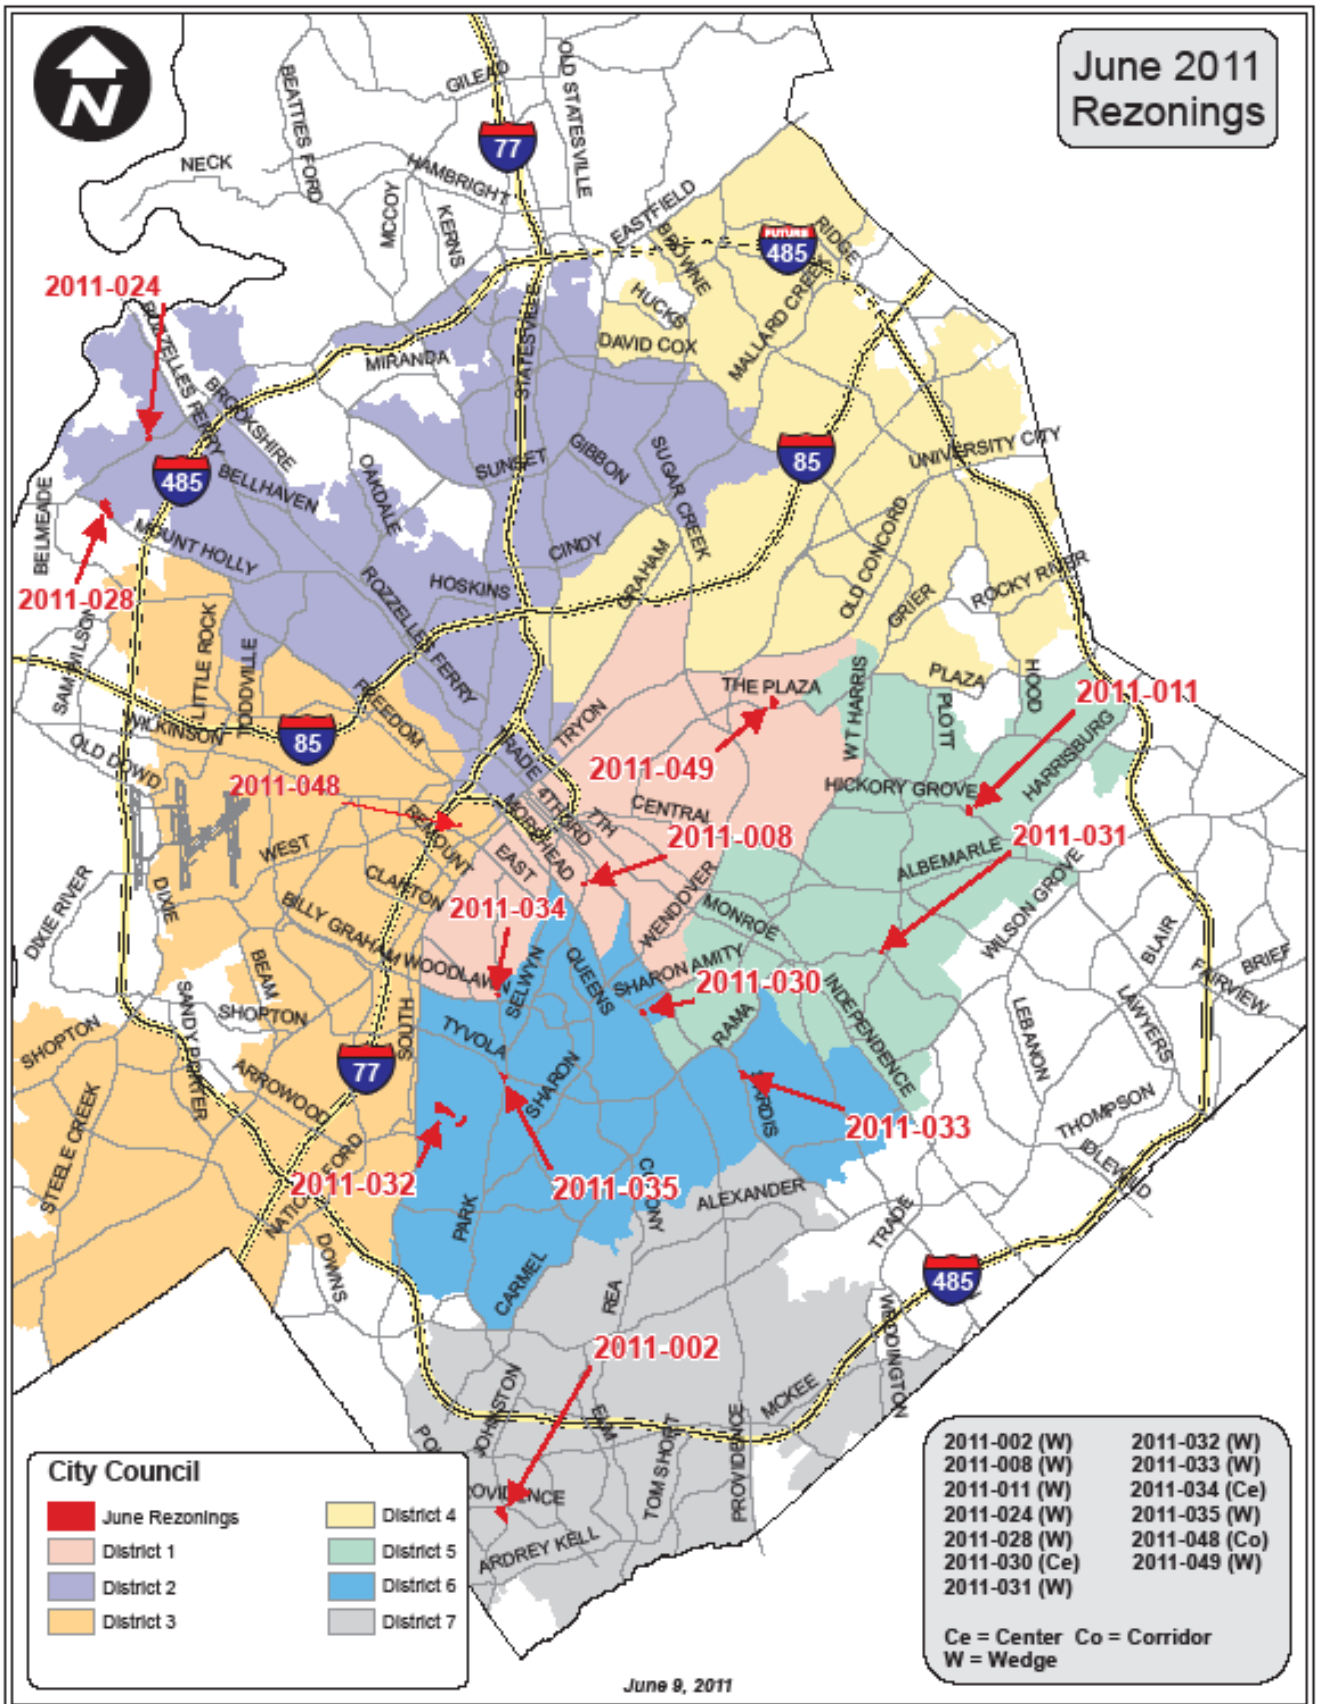 June 2011
Rezonings
N
GILEAD
OLD STATESVILLE
BEATTIES FORD
77
NECK
HAMBRIGHT
MCCOY
KERNS
EASTFIELD
BROWNE
RIDGE
FUTURE
485
2011-024
HUCKS
MALLARD CREEK
ROZZELLES FERRY
STATESVILLE
DAVID COX
MIRANDA
BROOKSHIRE
UNIVERSITY CITY
GIBBON
SUGAR CREEK
85
SUNSET
485
BELLHAVEN
OAKDALE
BELMEADE
MOUNT HOLLY
CINDY
OLD CONCORD
GRAHAM
HOSKINS
ROCKY RIVER
GRIER
2011-028
ROZZELLES FERRY
SAM WILSON
LITTLE ROCK
TODDVILLE
THE PLAZA
WT HARRIS
PLAZA
HOOD
2011-011
FREEDOM
PLOTT
WILKINSON
85
TRYON
HARRISBURG
OLD DOWD
TRADE
2011-049
2011-048
HICKORY GROVE
4TH
7TH
CENTRAL
MOREHEAD
2011-008
2011-031
WEST
EAST
ALBEMARLE
CLANTON
WILSON GROVE
DIXIE RIVER
DIXIE
BILLY GRAHAM
2011-034
WENDOVER
MONROE
WOODLAWN
SELWYN
QUEENS
SHARON AMITY
BLAIR
BRIEF
FAIRVIEW
BEAM
2011-030
INDEPENDENCE
SANDY PORTER
SHOPTON
SHOPTON
SOUTH
TYVOLA
RAMA
LEBANON
LAWYERS
77
ARROWOOD
SHARON
STEELE CREEK
THOMPSON
2011-033
IDLEWILD
2011-032
2011-035
ALEXANDER
PARK
TRADE
DOWNS
CARMEL
REA
485
2011-002
JOHNSTON
MCKEE
TOM SHORT
PROVIDENCE
ARDREY KELL
City Council
June Rezonings
District 1
District 2
District 3
District 4
District 5
District 6
District 7
2011-002 (W) 2011-032 (W)
2011-008 (W) 2011-033 (W)
2011-011 (W) 2011-034 (Ce)
2011-024 (W) 2011-035 (W)
2011-028 (W) 2011-048 (Co)
2011-030 (Ce) 2011-049 (W)
2011-031 (W)
Ce = Center Co = Corridor
W = Wedge
June 9, 2011